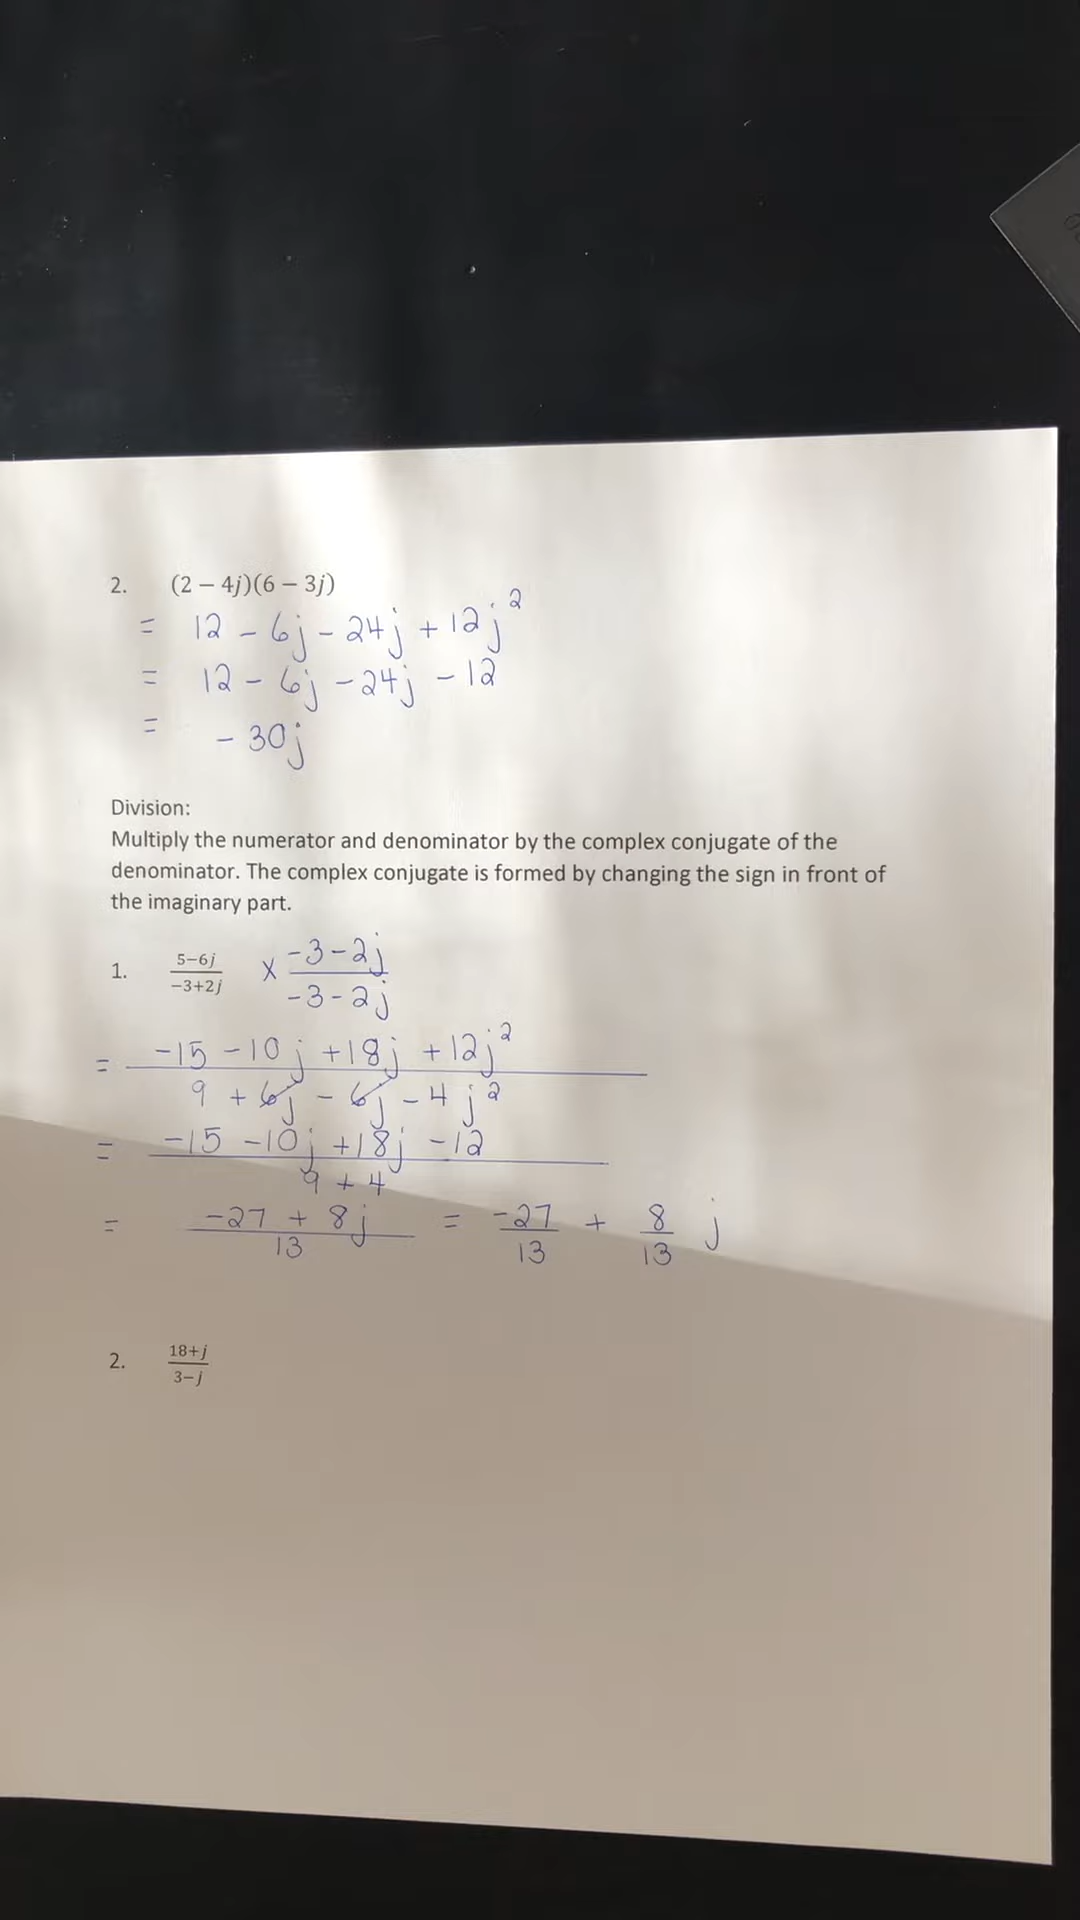 2. (2 – 4j)(6 – 3j)
= 12 - 6j - 24j + 12j²
= 12 - 6j - 24j - 12
= - 30j
Division:
Multiply the numerator and denominator by the complex conjugate of the
denominator. The complex conjugate is formed by changing the sign in front of
the imaginary part.
1. 5−6j / −3+2j × -3-2j / -3-2j
= -15 -10j +18j +12j² / 9 + 6j - 6j - 4j²
= -15 -10j +18j -12 / 9 + 4
= -27 + 8j / 13 = -27/13 + 8/13 j
2. 18+j / 3−j